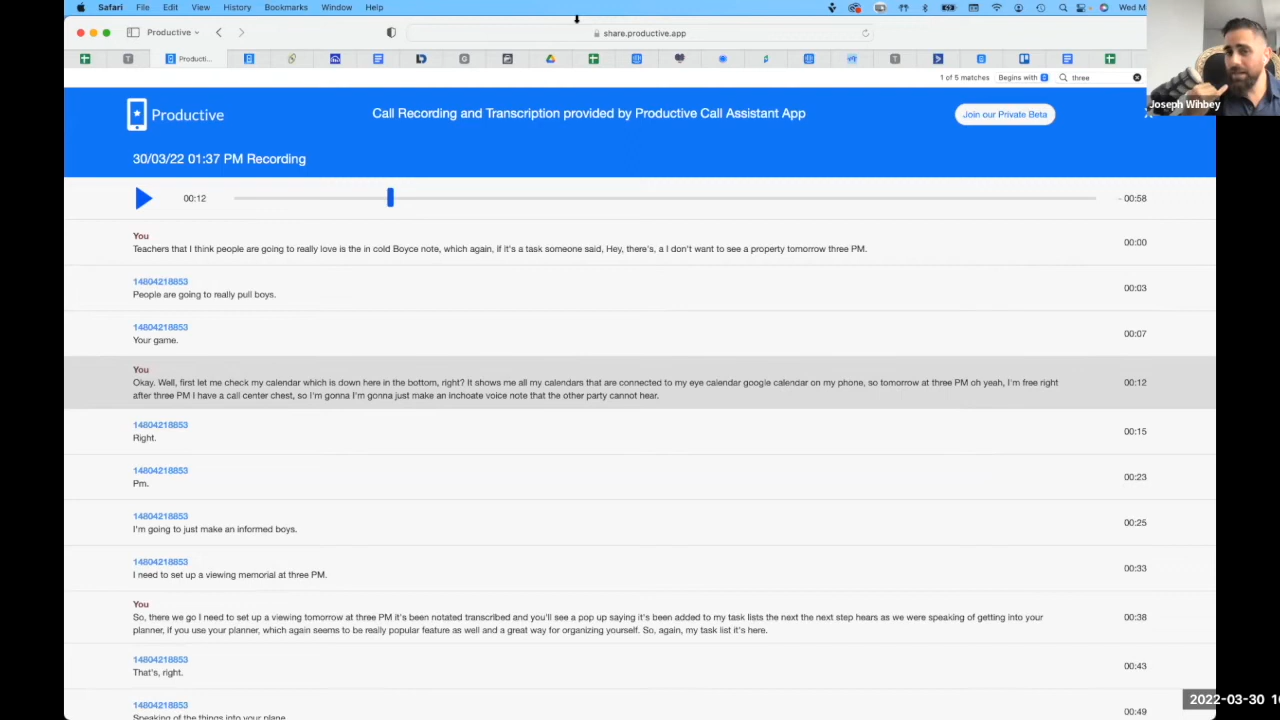 Safari File Edit View History Bookmarks Window Help Wed M
Productive
share.productive.app
Producti...
1 of 5 matches Begins with three
Joseph Wihbey
Productive
Call Recording and Transcription provided by Productive Call Assistant App
Join our Private Beta
30/03/22 01:37 PM Recording
00:12
- 00:58
You
Teachers that I think people are going to really love is the in cold Boyce note, which again, if it's a task someone said, Hey, there's, a I don't want to see a property tomorrow three PM.
00:00
14804218853
People are going to really pull boys.
00:03
14804218853
Your game.
00:07
You
Okay. Well, first let me check my calendar which is down here in the bottom, right? It shows me all my calendars that are connected to my eye calendar google calendar on my phone, so tomorrow at three PM oh yeah, I'm free right
after three PM I have a call center chest, so I'm gonna I'm gonna just make an inchoate voice note that the other party cannot hear.
00:12
14804218853
Right.
00:15
14804218853
Pm.
00:23
14804218853
I'm going to just make an informed boys.
00:25
14804218853
I need to set up a viewing memorial at three PM.
00:33
You
So, there we go I need to set up a viewing tomorrow at three PM it's been notated transcribed and you'll see a pop up saying it's been added to my task lists the next the next step hears as we were speaking of getting into your
planner, if you use your planner, which again seems to be really popular feature as well and a great way for organizing yourself. So, again, my task list it's here.
00:38
14804218853
That's, right.
00:43
14804218853
Speaking of the things into your plane
00:49
2022-03-30 1